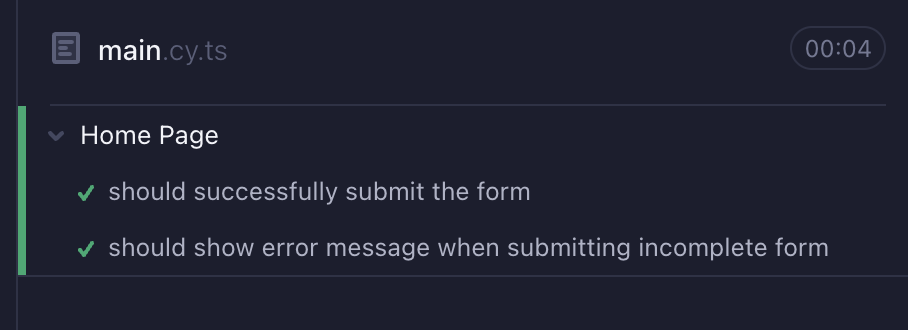 main.cy.ts
00:04
Home Page
should successfully submit the form
should show error message when submitting incomplete form